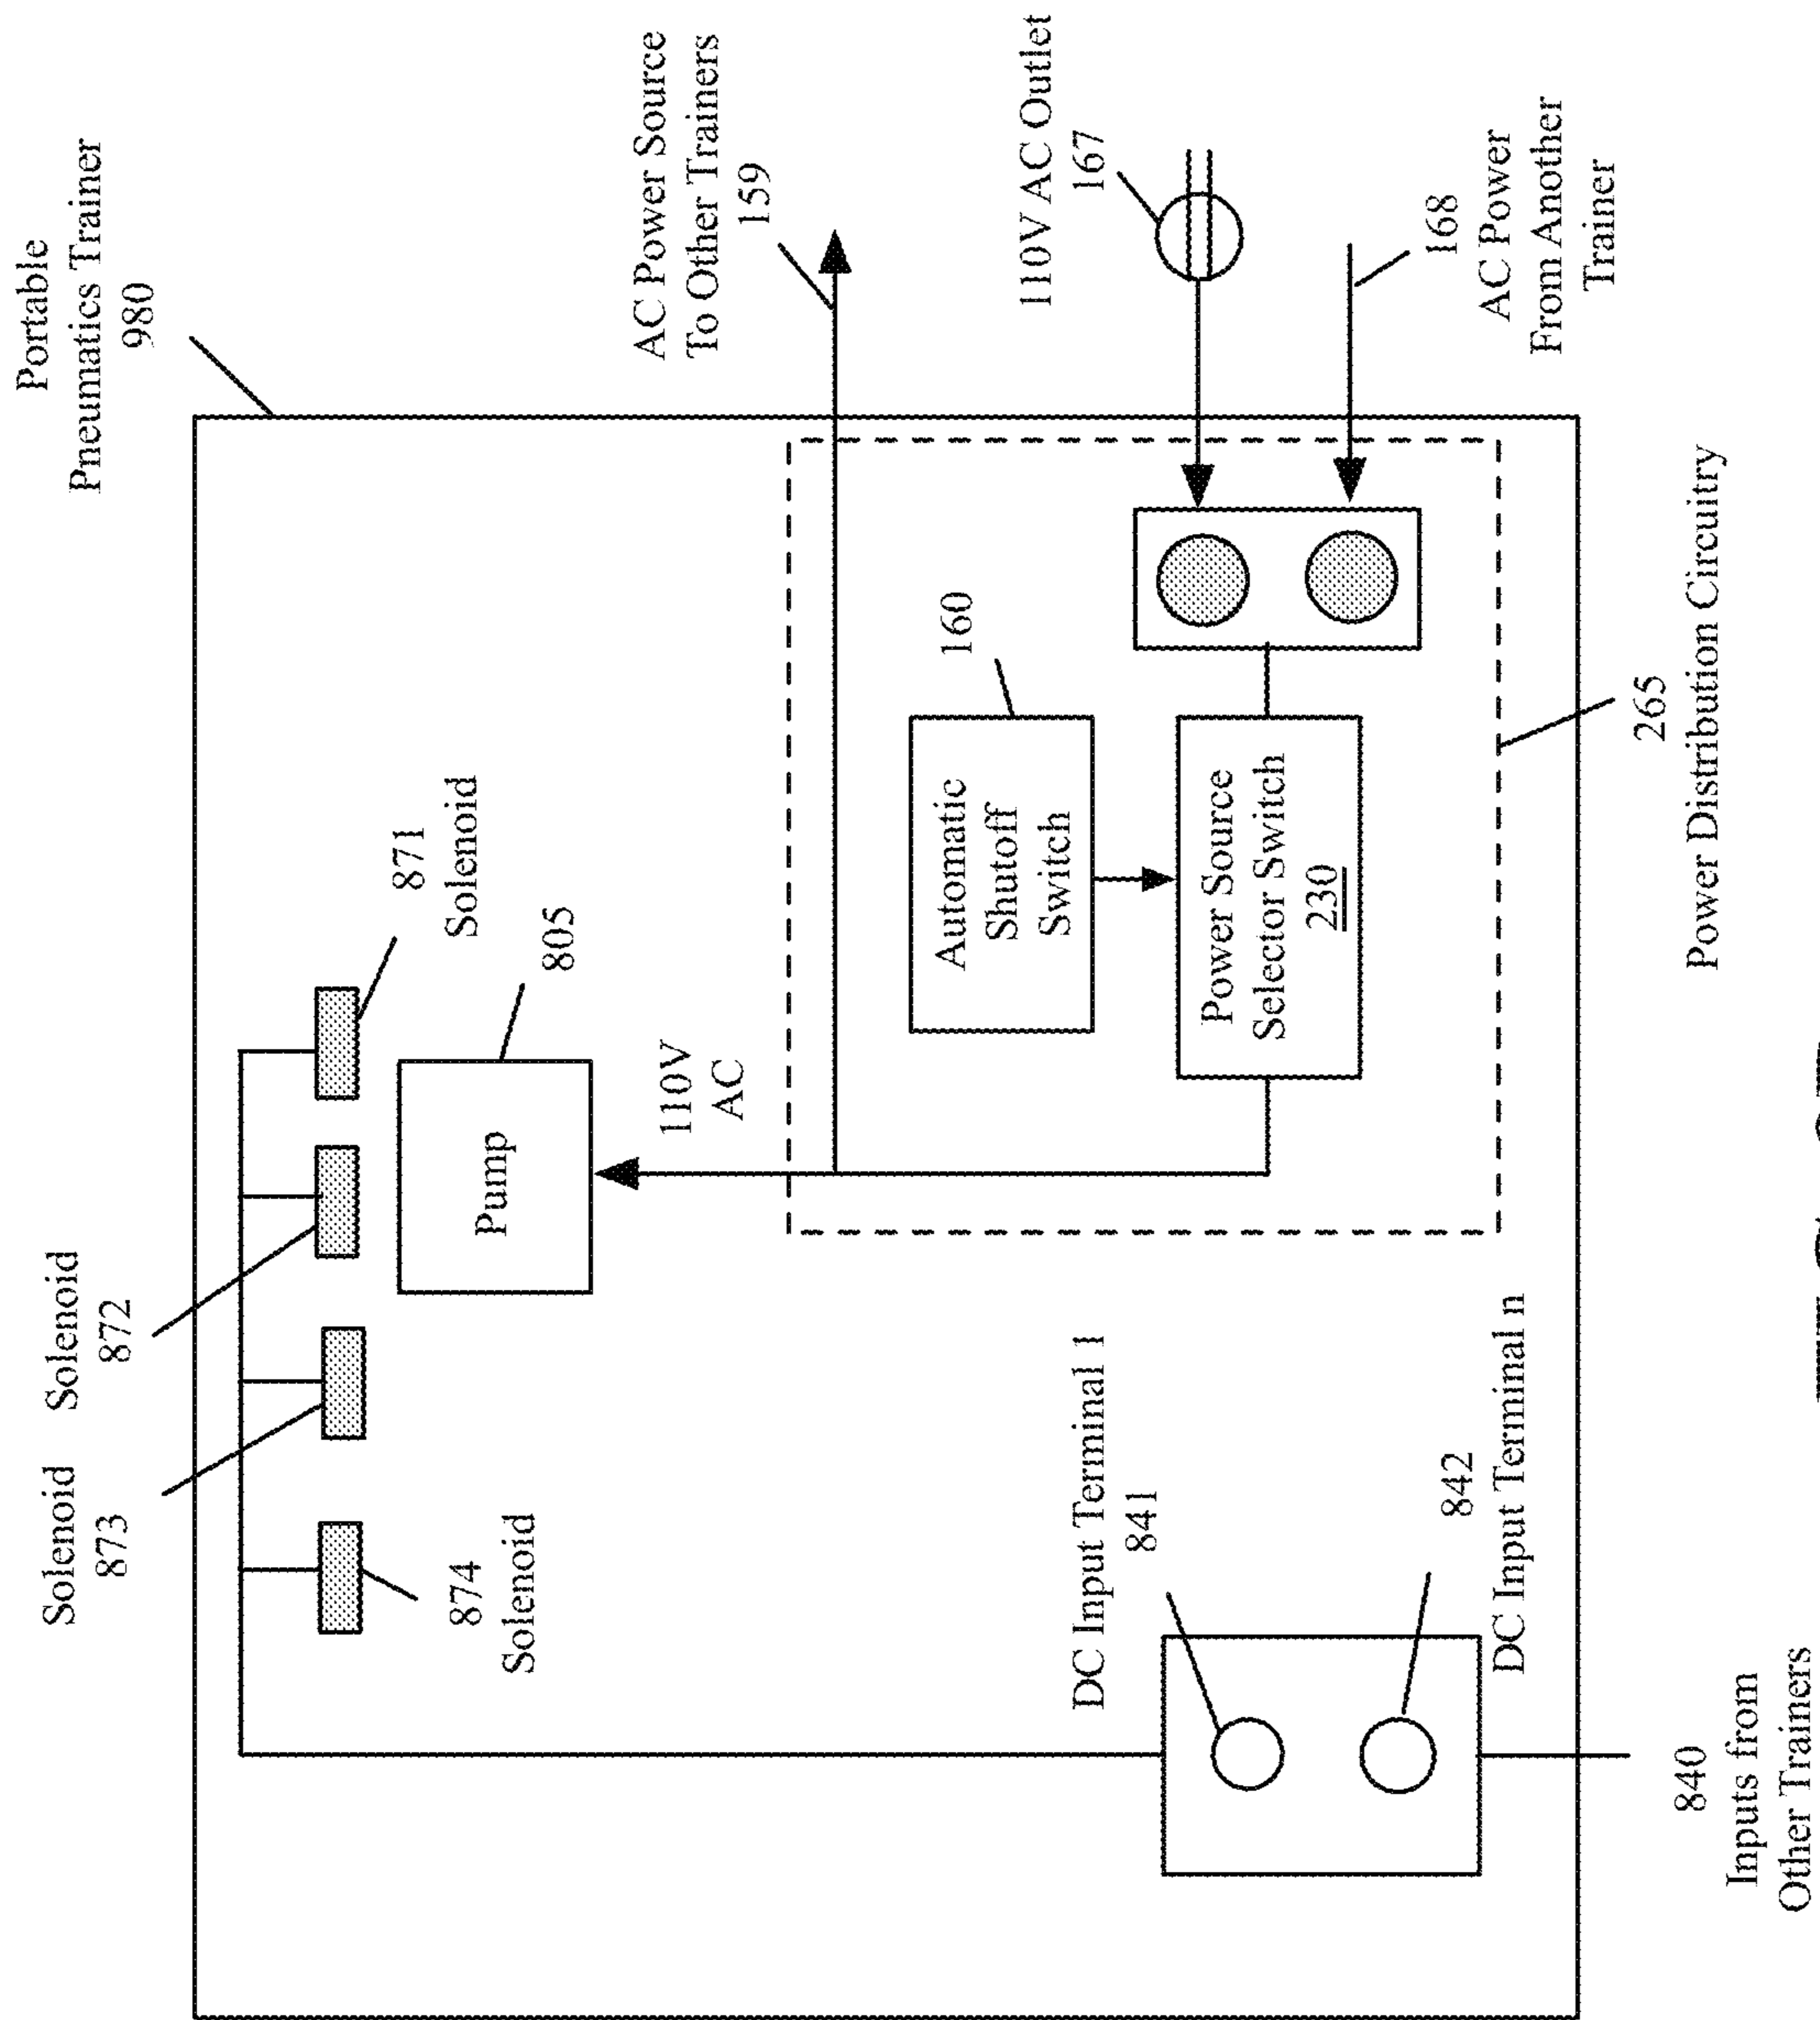 Portable
Pneumatics Trainer
980
Solenoid
873
Solenoid
872
871
Solenoid
874
Solenoid
Pump
805
110V
AC
AC Power Source
To Other Trainers
159
Automatic
Shutoff
Switch
160
Power Source
Selector Switch
230
110V AC Outlet
167
168
AC Power
From Another
Trainer
DC Input Terminal 1
841
842
DC Input Terminal n
840
Inputs from
Other Trainers
265
Power Distribution Circuitry